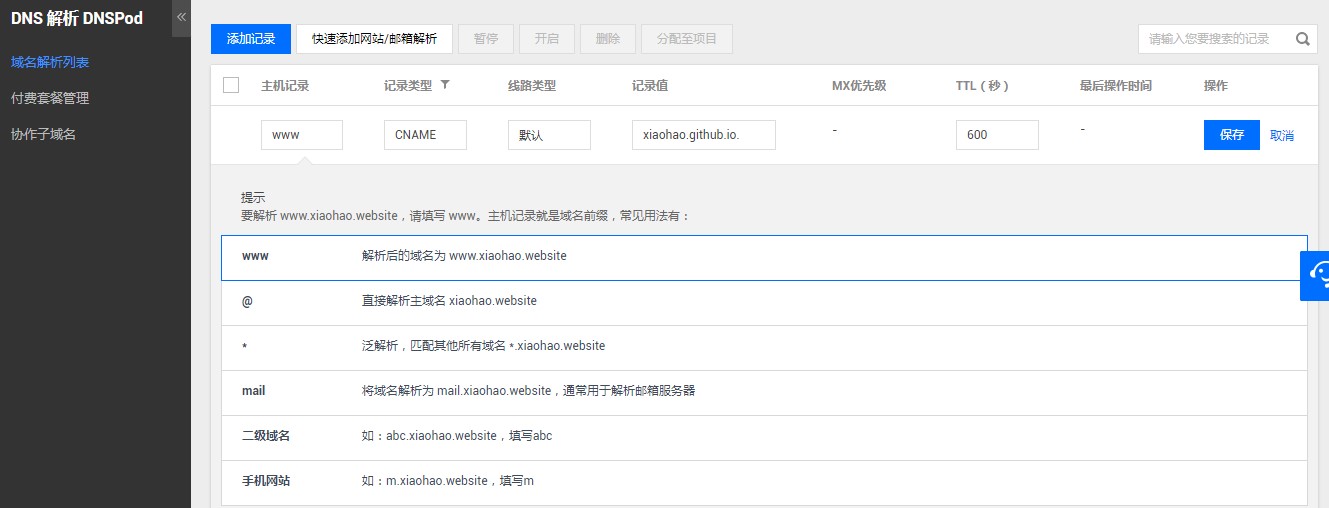 DNS 解析 DNSPod
«
域名解析列表
付费套餐管理
协作子域名
添加记录 快速添加网站/邮箱解析 暂停 开启 删除 分配至项目 请输入您要搜索的记录
主机记录 记录类型 线路类型 记录值 MX优先级 TTL（秒） 最后操作时间 操作
www CNAME 默认 xiaohao.github.io. - 600 - 保存 取消
提示
要解析 www.xiaohao.website，请填写 www。主机记录就是域名前缀，常见用法有：
www 解析后的域名为 www.xiaohao.website
@ 直接解析主域名 xiaohao.website
* 泛解析，匹配其他所有域名 *.xiaohao.website
mail 将域名解析为 mail.xiaohao.website，通常用于解析邮箱服务器
二级域名 如：abc.xiaohao.website，填写abc
手机网站 如：m.xiaohao.website，填写m